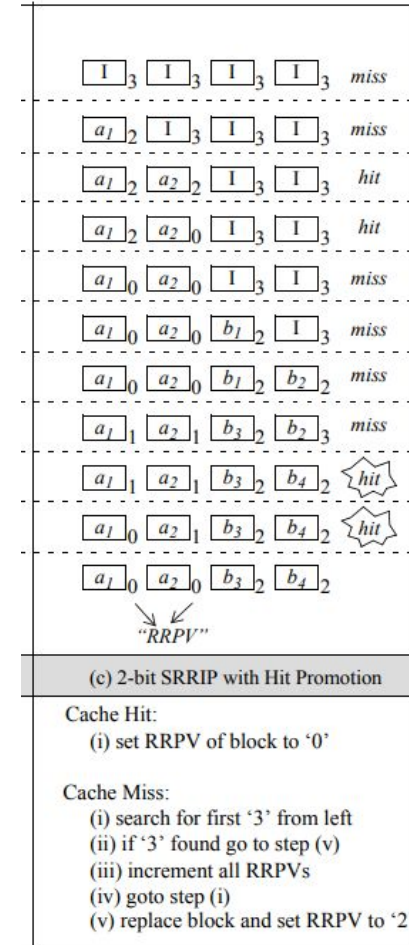 I 3 I 3 I 3 I 3 miss
a1 2 I 3 I 3 I 3 miss
a1 2 a2 2 I 3 I 3 hit
a1 2 a2 0 I 3 I 3 hit
a1 0 a2 0 I 3 I 3 miss
a1 0 a2 0 b1 2 I 3 miss
a1 0 a2 0 b1 2 b2 2 miss
a1 1 a2 1 b3 2 b2 3 miss
a1 1 a2 1 b3 2 b4 2 hit
a1 0 a2 1 b3 2 b4 2 hit
a1 0 a2 0 b3 2 b4 2
“RRPV”
(c) 2-bit SRRIP with Hit Promotion
Cache Hit:
(i) set RRPV of block to ‘0’
Cache Miss:
(i) search for first ‘3’ from left
(ii) if ‘3’ found go to step (v)
(iii) increment all RRPVs
(iv) goto step (i)
(v) replace block and set RRPV to ‘2